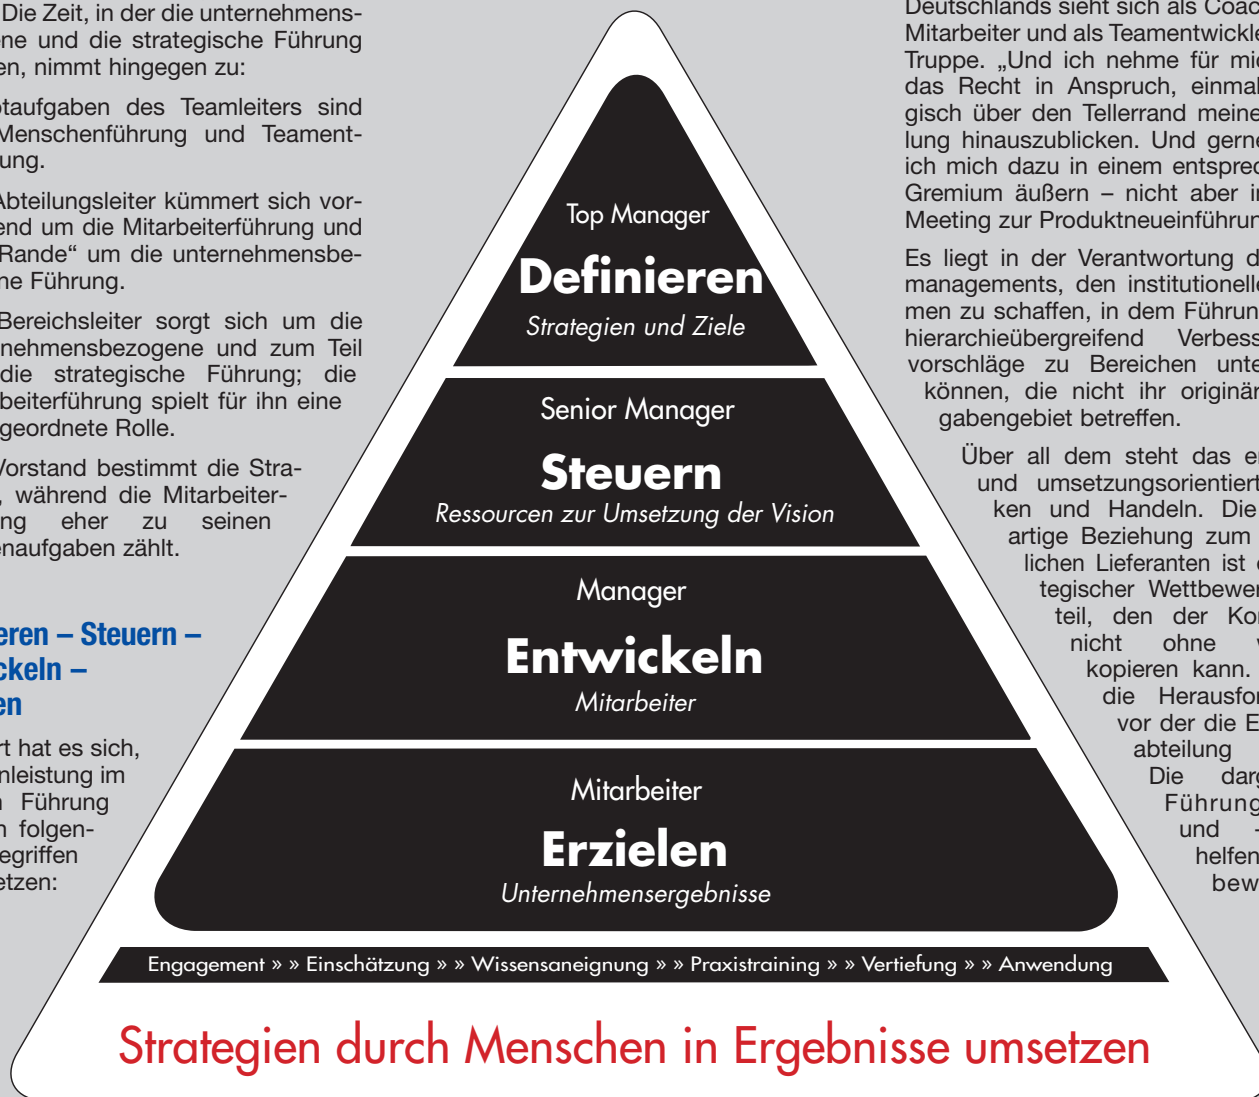 Die Zeit, in der die unternehmens-
ne und die strategische Führung
en, nimmt hingegen zu:
taufgaben des Teamleiters sind
Menschenführung und Teament-
ung.
Abteilungsleiter kümmert sich vor-
end um die Mitarbeiterführung und
Rande“ um die unternehmensbe-
ne Führung.
Bereichsleiter sorgt sich um die
nehmensbezogene und zum Teil
die strategische Führung; die
beiterführung spielt für ihn eine
geordnete Rolle.
Vorstand bestimmt die Stra-
, während die Mitarbeiter-
ng eher zu seinen
enaufgaben zählt.
eren – Steuern –
ckeln –
en
rt hat es sich,
nleistung im
n Führung
n folgen-
egriffen
etzen:
Top Manager
Definieren
Strategien und Ziele
Senior Manager
Steuern
Ressourcen zur Umsetzung der Vision
Manager
Entwickeln
Mitarbeiter
Mitarbeiter
Erzielen
Unternehmensergebnisse
Engagement » » Einschätzung » » Wissensaneignung » » Praxistraining » » Vertiefung » » Anwendung
Strategien durch Menschen in Ergebnisse umsetzen
Deutschlands sieht sich als Coac
Mitarbeiter und als Teamentwickle
Truppe. „Und ich nehme für mic
das Recht in Anspruch, einmal
gisch über den Tellerrand meine
lung hinauszublicken. Und gerne
ich mich dazu in einem entsprec
Gremium äußern – nicht aber in
Meeting zur Produktneueinführun
Es liegt in der Verantwortung d
managements, den institutionelle
men zu schaffen, in dem Führun
hierarchieübergreifend Verbess
vorschläge zu Bereichen unte
können, die nicht ihr originär
gabengebiet betreffen.
Über all dem steht das e
und umsetzungsorientiert
ken und Handeln. Die
artige Beziehung zum
lichen Lieferanten ist
tegischer Wettbewer
teil, den der Kon
nicht ohne w
kopieren kann.
die Herausfor
vor der die E
abteilung
Die darg
Führung
und -
helfen
bew